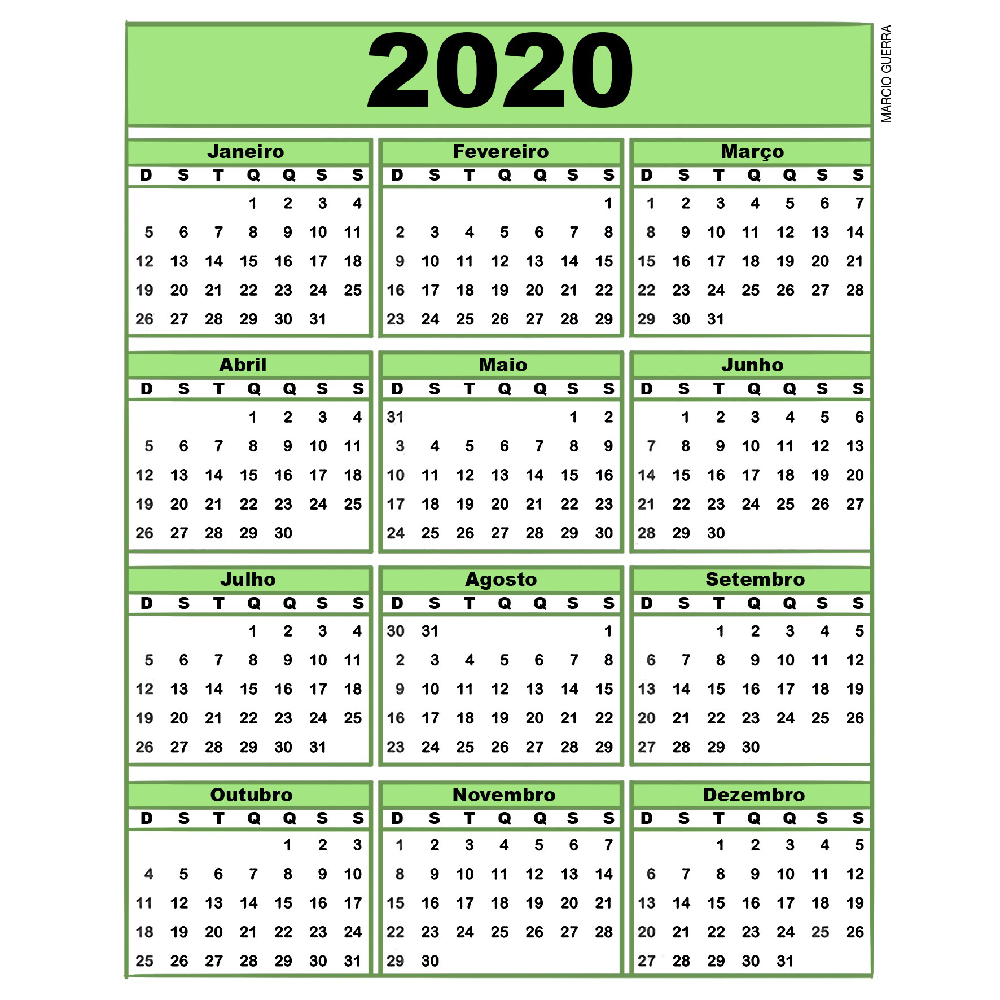 2020
MARCIO GUERRA
Janeiro
D S T Q Q S S
1 2 3 4
5 6 7 8 9 10 11
12 13 14 15 16 17 18
19 20 21 22 23 24 25
26 27 28 29 30 31
Fevereiro
D S T Q Q S S
1
2 3 4 5 6 7 8
9 10 11 12 13 14 15
16 17 18 19 20 21 22
23 24 25 26 27 28 29
Março
D S T Q Q S S
1 2 3 4 5 6 7
8 9 10 11 12 13 14
15 16 17 18 19 20 21
22 23 24 25 26 27 28
29 30 31
Abril
D S T Q Q S S
1 2 3 4
5 6 7 8 9 10 11
12 13 14 15 16 17 18
19 20 21 22 23 24 25
26 27 28 29 30
Maio
D S T Q Q S S
31 1 2
3 4 5 6 7 8 9
10 11 12 13 14 15 16
17 18 19 20 21 22 23
24 25 26 27 28 29 30
Junho
D S T Q Q S S
1 2 3 4 5 6
7 8 9 10 11 12 13
14 15 16 17 18 19 20
21 22 23 24 25 26 27
28 29 30
Julho
D S T Q Q S S
1 2 3 4
5 6 7 8 9 10 11
12 13 14 15 16 17 18
19 20 21 22 23 24 25
26 27 28 29 30 31
Agosto
D S T Q Q S S
30 31 1
2 3 4 5 6 7 8
9 10 11 12 13 14 15
16 17 18 19 20 21 22
23 24 25 26 27 28 29
Setembro
D S T Q Q S S
1 2 3 4 5
6 7 8 9 10 11 12
13 14 15 16 17 18 19
20 21 22 23 24 25 26
27 28 29 30
Outubro
D S T Q Q S S
1 2 3
4 5 6 7 8 9 10
11 12 13 14 15 16 17
18 19 20 21 22 23 24
25 26 27 28 29 30 31
Novembro
D S T Q Q S S
1 2 3 4 5 6 7
8 9 10 11 12 13 14
15 16 17 18 19 20 21
22 23 24 25 26 27 28
29 30
Dezembro
D S T Q Q S S
1 2 3 4 5
6 7 8 9 10 11 12
13 14 15 16 17 18 19
20 21 22 23 24 25 26
27 28 29 30 31